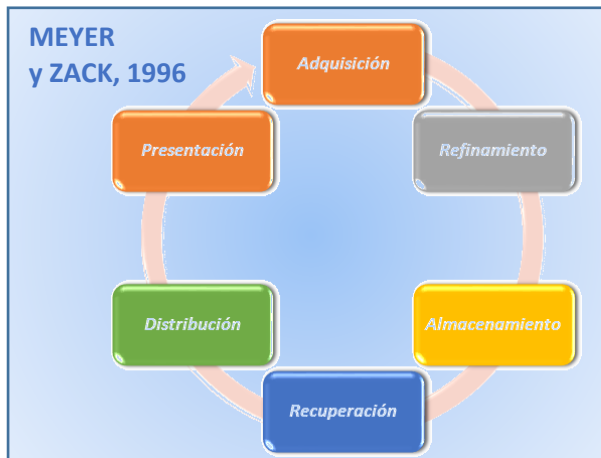 MEYER
y ZACK, 1996
Adquisición
Refinamiento
Almacenamiento
Recuperación
Distribución
Presentación